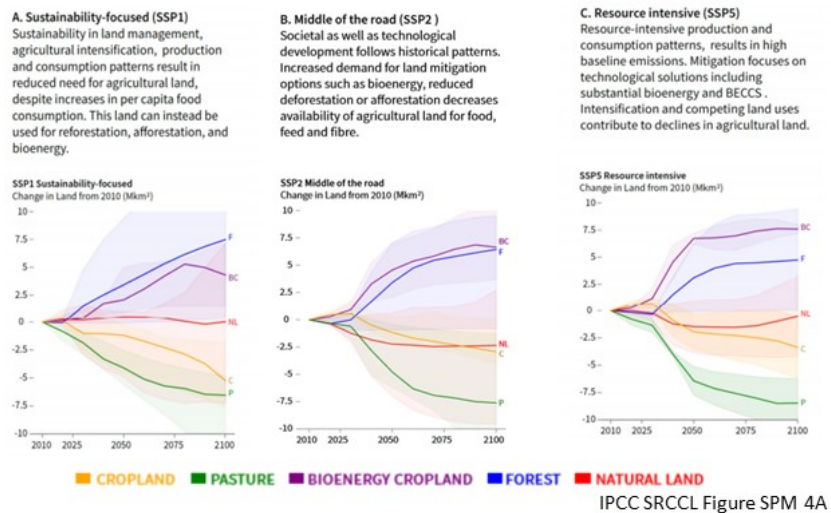 A. Sustainability-focused (SSP1)
Sustainability in land management,
agricultural intensification, production
and consumption patterns result in
reduced need for agricultural land,
despite increases in per capita food
consumption. This land can instead be
used for reforestation, afforestation, and
bioenergy.
B. Middle of the road (SSP2 )
Societal as well as technological
development follows historical patterns.
Increased demand for land mitigation
options such as bioenergy, reduced
deforestation or afforestation decreases
availability of agricultural land for food,
feed and fibre.
C. Resource intensive (SSP5)
Resource-intensive production and
consumption patterns, results in high
baseline emissions. Mitigation focuses on
technological solutions including
substantial bioenergy and BECCS .
Intensification and competing land uses
contribute to declines in agricultural land.
SSP1 Sustainability-focused
Change in Land from 2010 (Mkm²)
10
7.5
5
2.5
0
-2.5
-5
-7.5
-10
F
BC
NL
C
P
2010 2025 2050 2075 2100
SSP2 Middle of the road
Change in Land from 2010 (Mkm²)
10
7.5
5
2.5
0
-2.5
-5
-7.5
-10
BC
F
NL
C
P
2010 2025 2050 2075 2100
SSP5 Resource intensive
Change in Land from 2010 (Mkm²)
10
7.5
5
2.5
0
-2.5
-5
-7.5
-10
BC
F
NL
C
P
2010 2025 2050 2075 2100
CROPLAND PASTURE BIOENERGY CROPLAND FOREST NATURAL LAND
IPCC SRCCL Figure SPM 4A